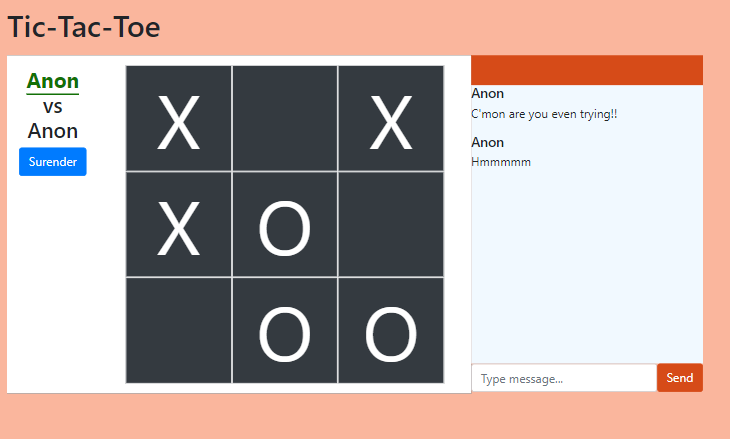 Tic-Tac-Toe
Anon
vs
Anon
Surender
X X
X O
O O
Anon
C'mon are you even trying!!
Anon
Hmmmmm
Type message...
Send